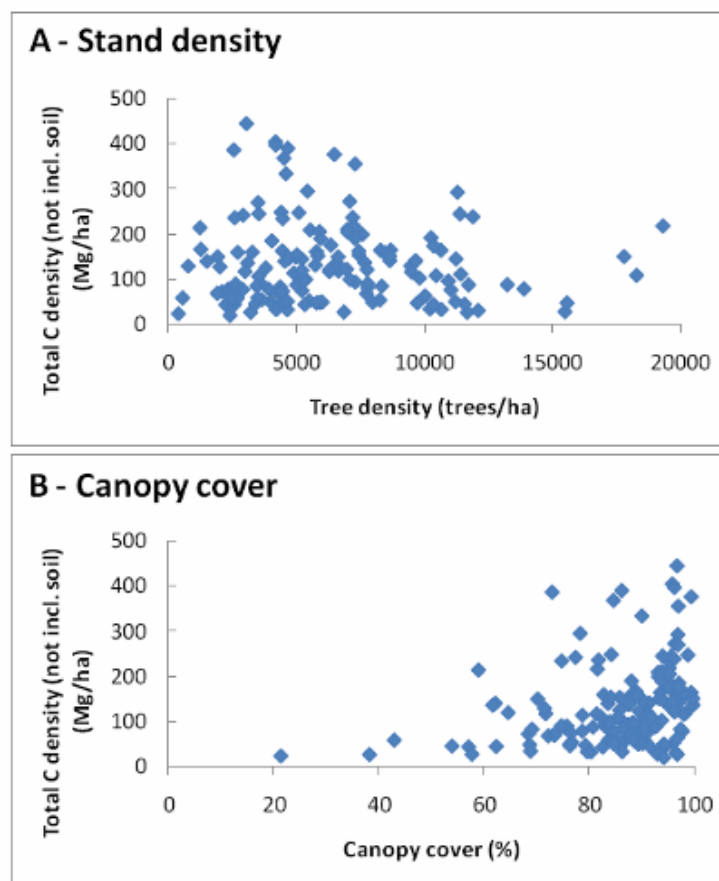 A - Stand density
Total C density (not incl. soil)
(Mg/ha)
500
400
300
200
100
0
0 5000 10000 15000 20000
Tree density (trees/ha)
B - Canopy cover
Total C density (not incl. soil)
(Mg/ha)
500
400
300
200
100
0
0 20 40 60 80 100
Canopy cover (%)